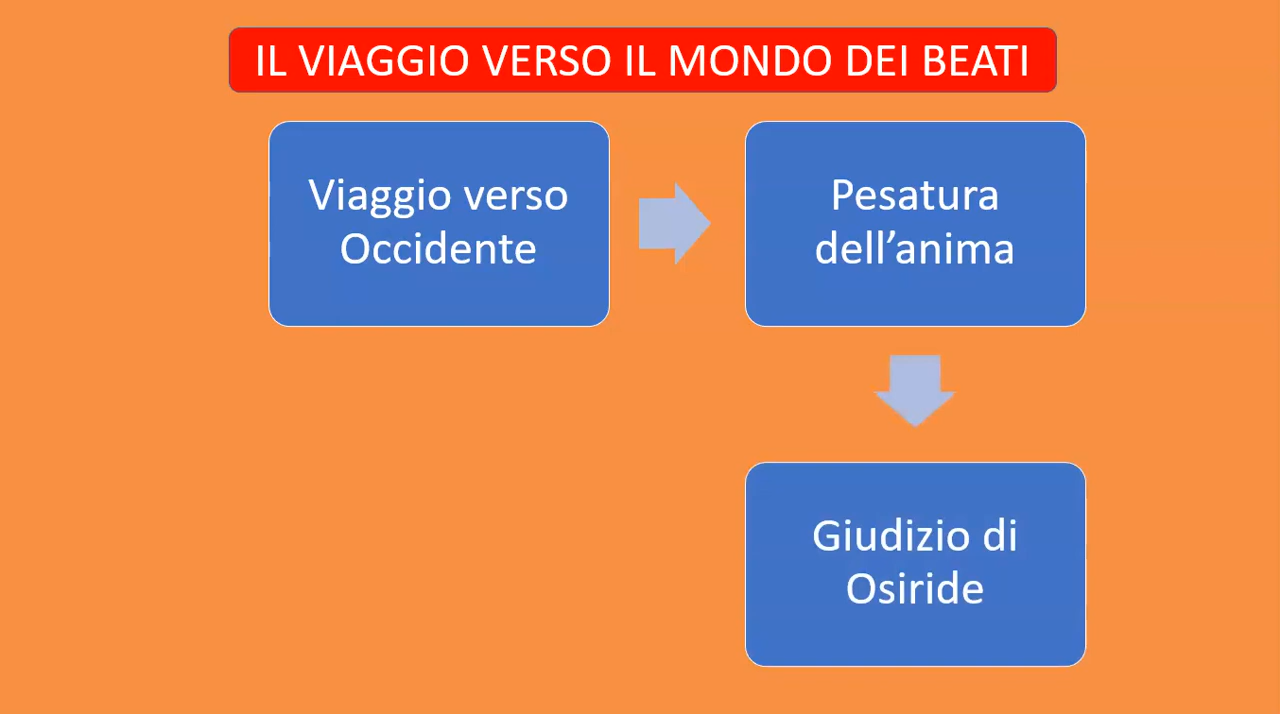 IL VIAGGIO VERSO IL MONDO DEI BEATI
Viaggio verso
Occidente
Pesatura
dell’anima
Giudizio di
Osiride